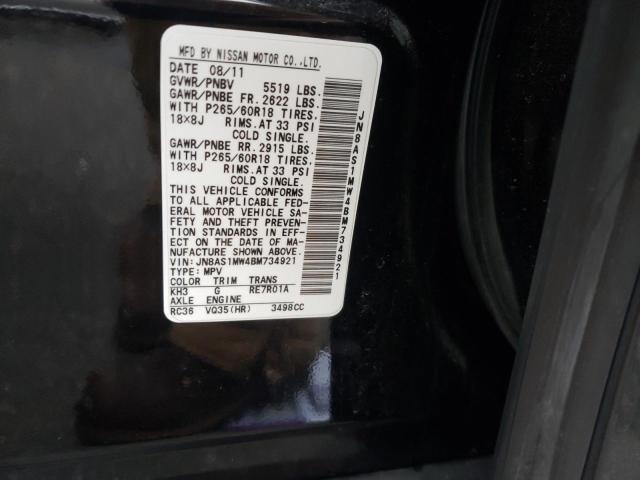 MFD BY NISSAN MOTOR CO.,LTD.
DATE 08/11
GVWR/PNBV 5519 LBS.
GAWR/PNBE FR. 2622 LBS.
WITH P265/60R18 TIRES.
18×8J RIMS.AT 33 PSI
COLD SINGLE.
GAWR/PNBE RR. 2915 LBS.
WITH P265/60R18 TIRES.
18×8J RIMS.AT 33 PSI
COLD SINGLE.
THIS VEHICLE CONFORMS
TO ALL APPLICABLE FED-
ERAL MOTOR VEHICLE SA-
FETY AND THEFT PREVEN-
TION STANDARDS IN EFF-
ECT ON THE DATE OF MA-
NUFACTURE SHOWN ABOVE.
VIN: JN8AS1MW4BM734921
TYPE: MPV
COLOR TRIM TRANS
KH3 G RE7R01A
AXLE ENGINE
RC36 VQ35(HR) 3498CC
JN8AS1MW4BM734921